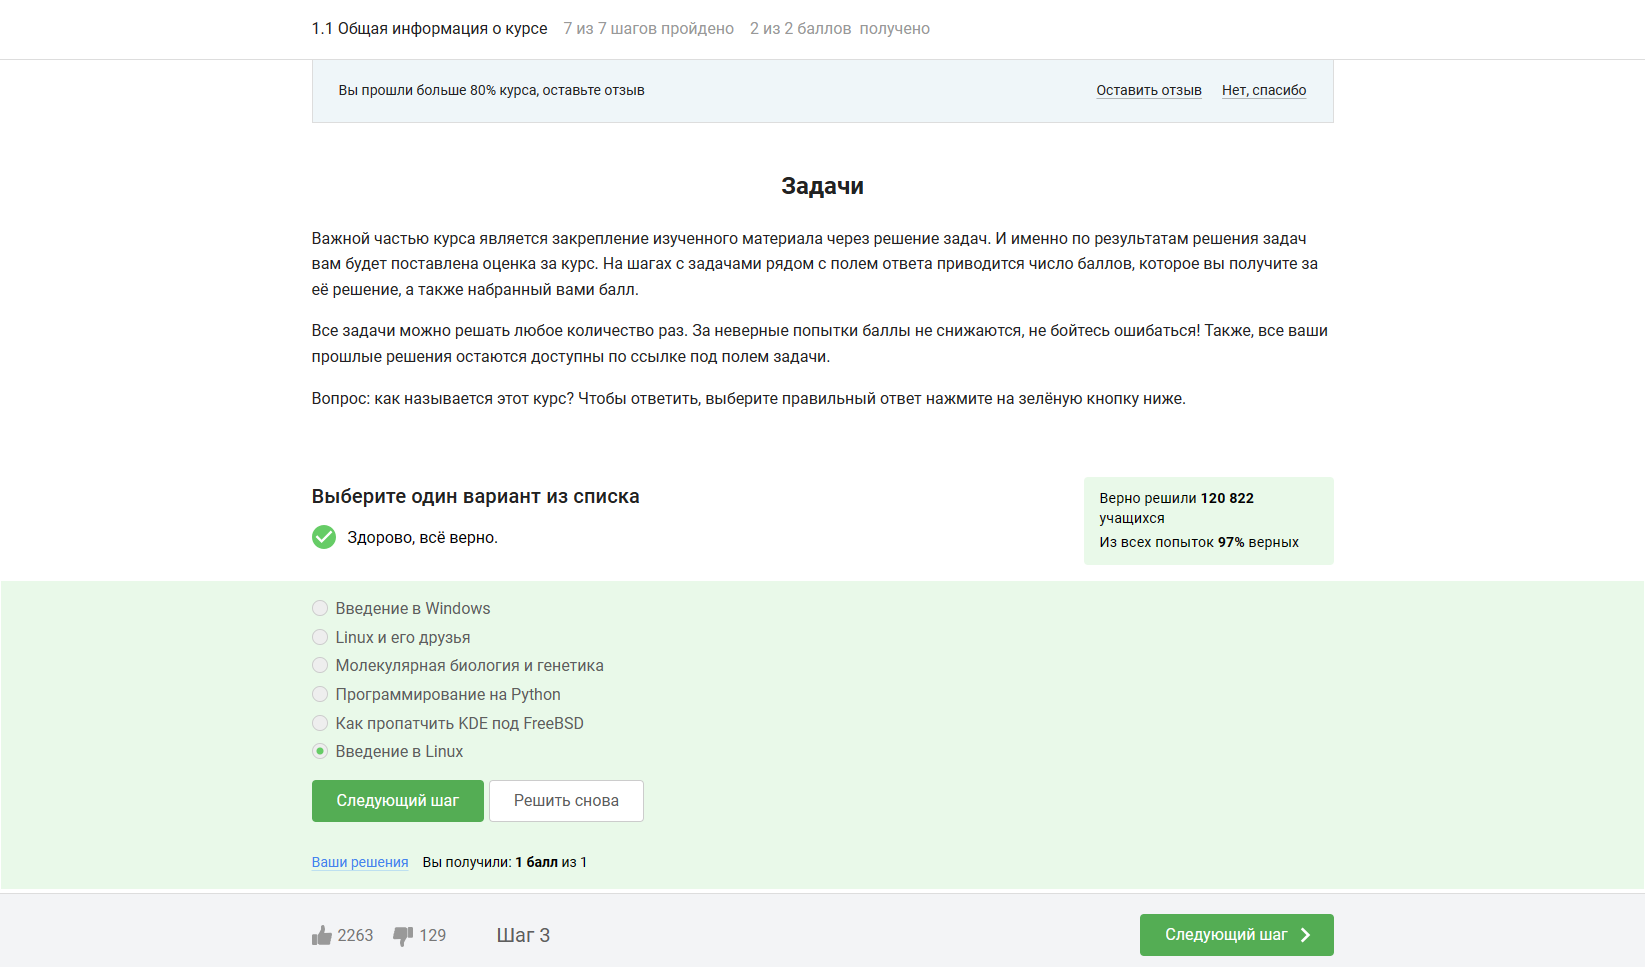 1.1 Общая информация о курсе 7 из 7 шагов пройдено 2 из 2 баллов получено
Вы прошли больше 80% курса, оставьте отзыв Оставить отзыв Нет, спасибо
Задачи
Важной частью курса является закрепление изученного материала через решение задач. И именно по результатам решения задач
вам будет поставлена оценка за курс. На шагах с задачами рядом с полем ответа приводится число баллов, которое вы получите за
её решение, а также набранный вами балл.
Все задачи можно решать любое количество раз. За неверные попытки баллы не снижаются, не бойтесь ошибаться! Также, все ваши
прошлые решения остаются доступны по ссылке под полем задачи.
Вопрос: как называется этот курс? Чтобы ответить, выберите правильный ответ нажмите на зелёную кнопку ниже.
Выберите один вариант из списка
Здорово, всё верно.
Верно решили 120 822
учащихся
Из всех попыток 97% верных
Введение в Windows
Linux и его друзья
Молекулярная биология и генетика
Программирование на Python
Как пропатчить KDE под FreeBSD
Введение в Linux
Следующий шаг Решить снова
Ваши решения Вы получили: 1 балл из 1
2263 129 Шаг 3 Следующий шаг